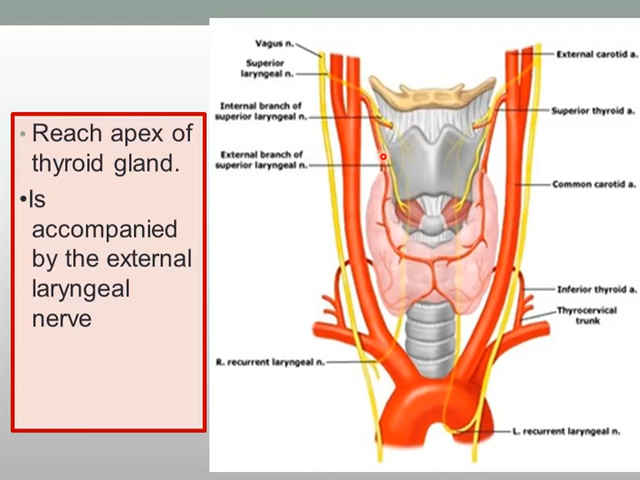 • Reach apex of
thyroid gland.
•Is
accompanied
by the external
laryngeal
nerve
Vagus n.
Superior
laryngeal n.
Internal branch of
superior laryngeal n.
External branch of
superior laryngeal n.
R. recurrent laryngeal n.
External carotid a.
Superior thyroid a.
Common carotid a.
Inferior thyroid a.
Thyrocervical
trunk
L. recurrent laryngeal n.